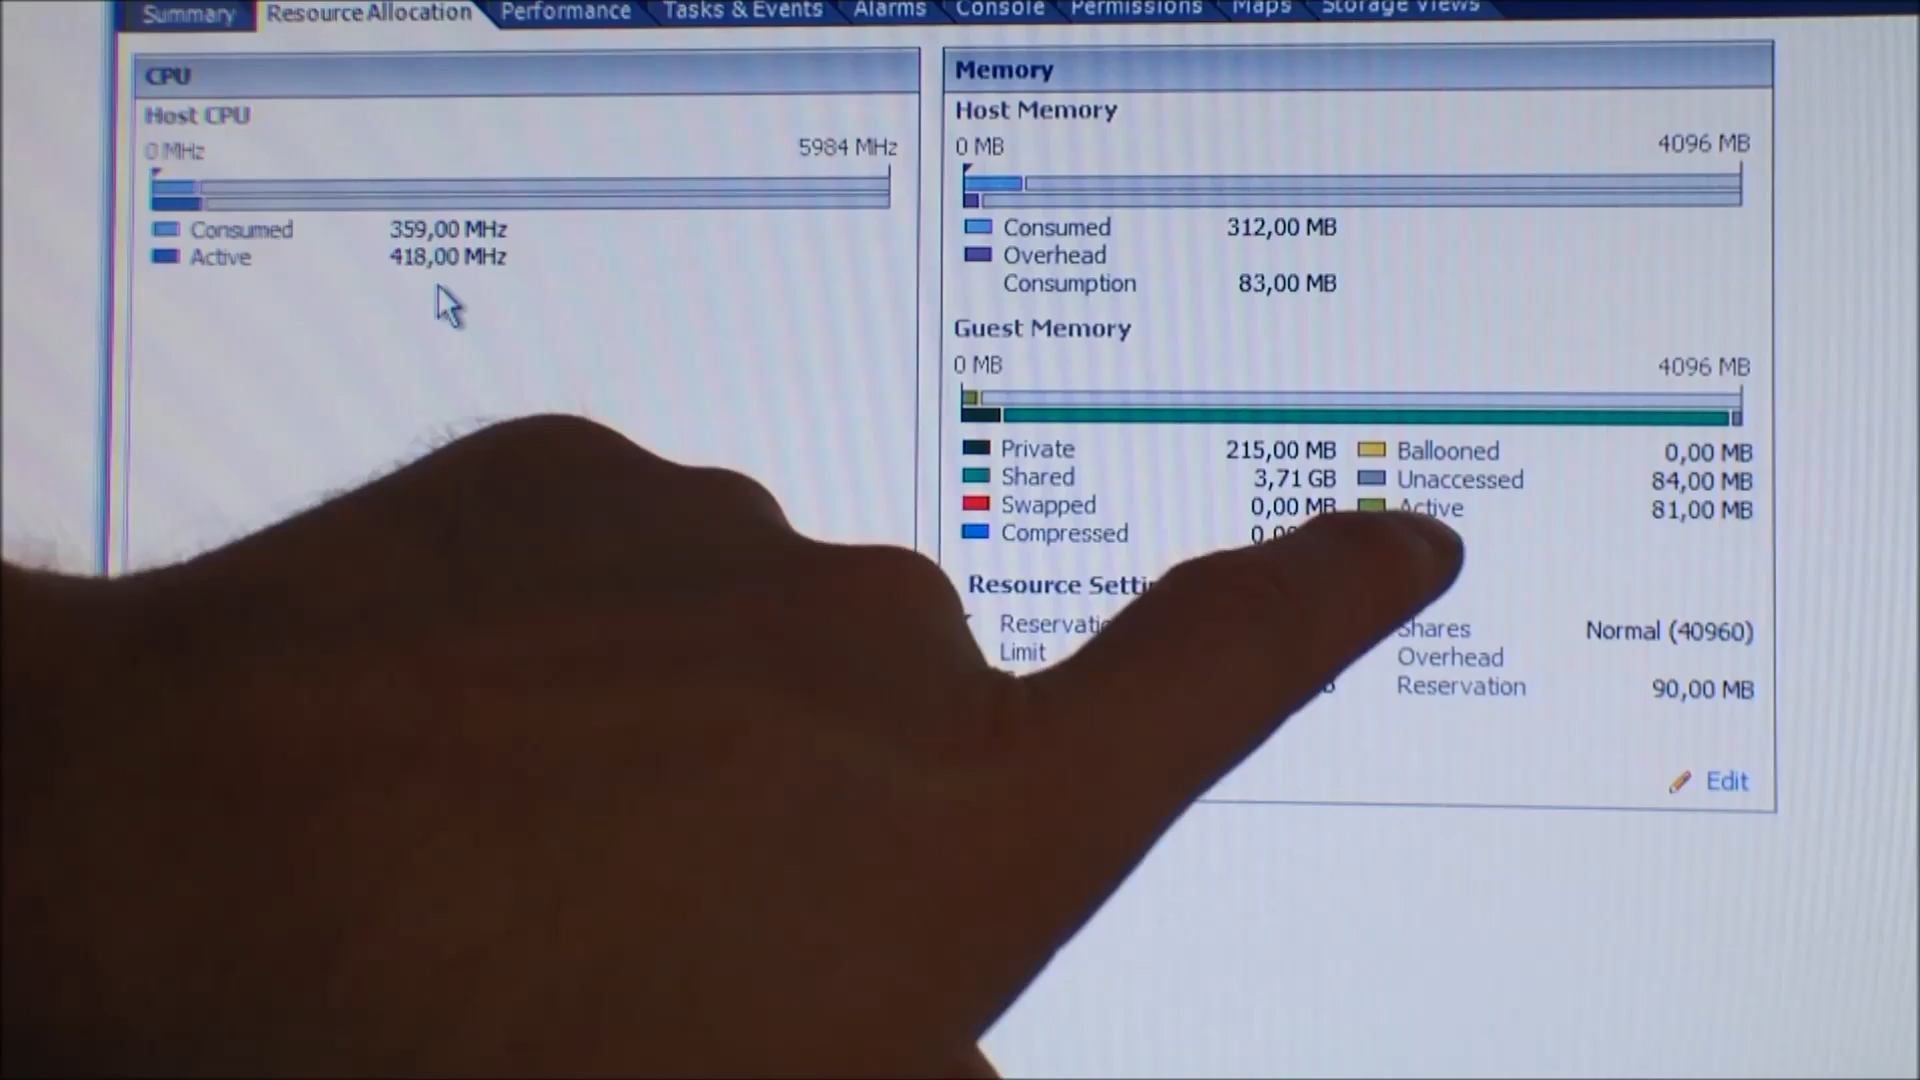 Summary Resource Allocation Performance Tasks & Events Alarms Console Permissions Maps Storage Views
CPU
Host CPU
0 MHz 5984 MHz
Consumed 359,00 MHz
Active 418,00 MHz
Memory
Host Memory
0 MB 4096 MB
Consumed 312,00 MB
Overhead
Consumption 83,00 MB
Guest Memory
0 MB 4096 MB
Private 215,00 MB Ballooned 0,00 MB
Shared 3,71 GB Unaccessed 84,00 MB
Swapped 0,00 MB Active 81,00 MB
Compressed
Resource
Shares Normal (40960)
Limit Overhead
Reservation 90,00 MB
Edit